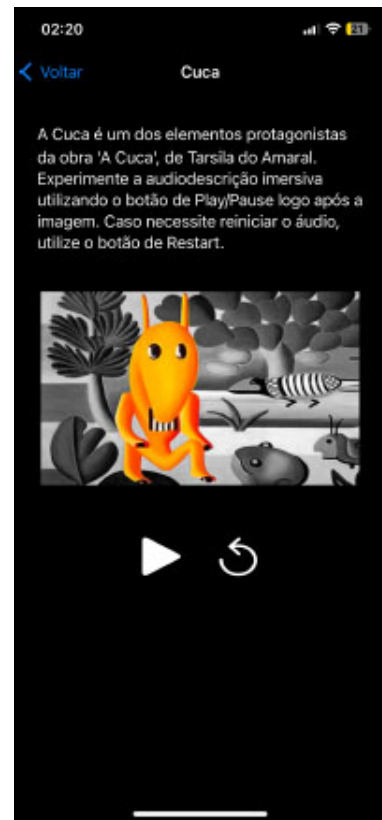 02:20
21
Voltar
Cuca
A Cuca é um dos elementos protagonistas
da obra 'A Cuca', de Tarsila do Amaral.
Experimente a audiodescrição imersiva
utilizando o botão de Play/Pause logo após a
imagem. Caso necessite reiniciar o áudio,
utilize o botão de Restart.